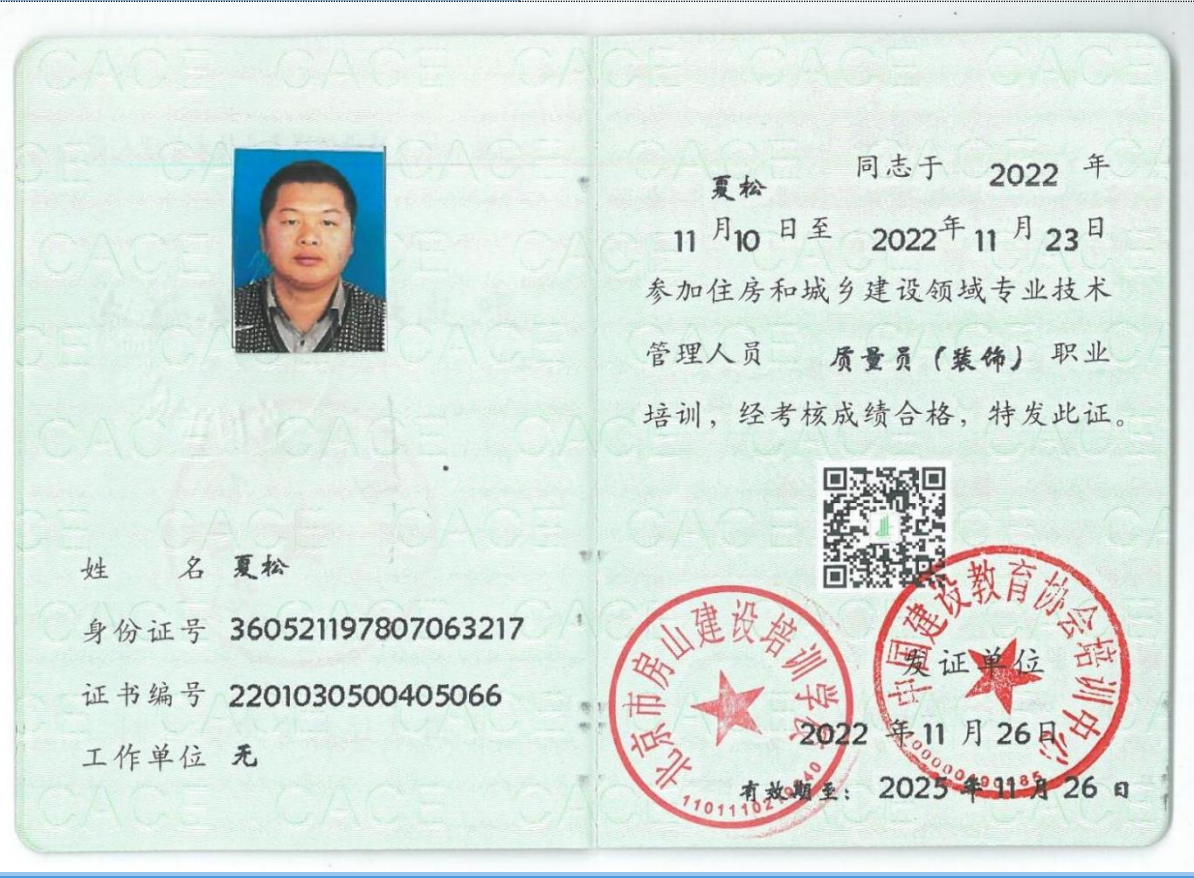 姓 名 夏松
身份证号 360521197807063217
证书编号 2201030500405066
工作单位 无
夏松 同志于 2022 年
11 月 10 日至 2022 年 11 月 23 日
参加住房和城乡建设领域专业技术
管理人员 质量员（装饰）职业
培训，经考核成绩合格，特发此证。
北京市房山建设培训学校
中国建设教育协会培训中心
发证单位
2022 年 11 月 26 日
有效期至： 2025 年 11 月 26 日
CACE